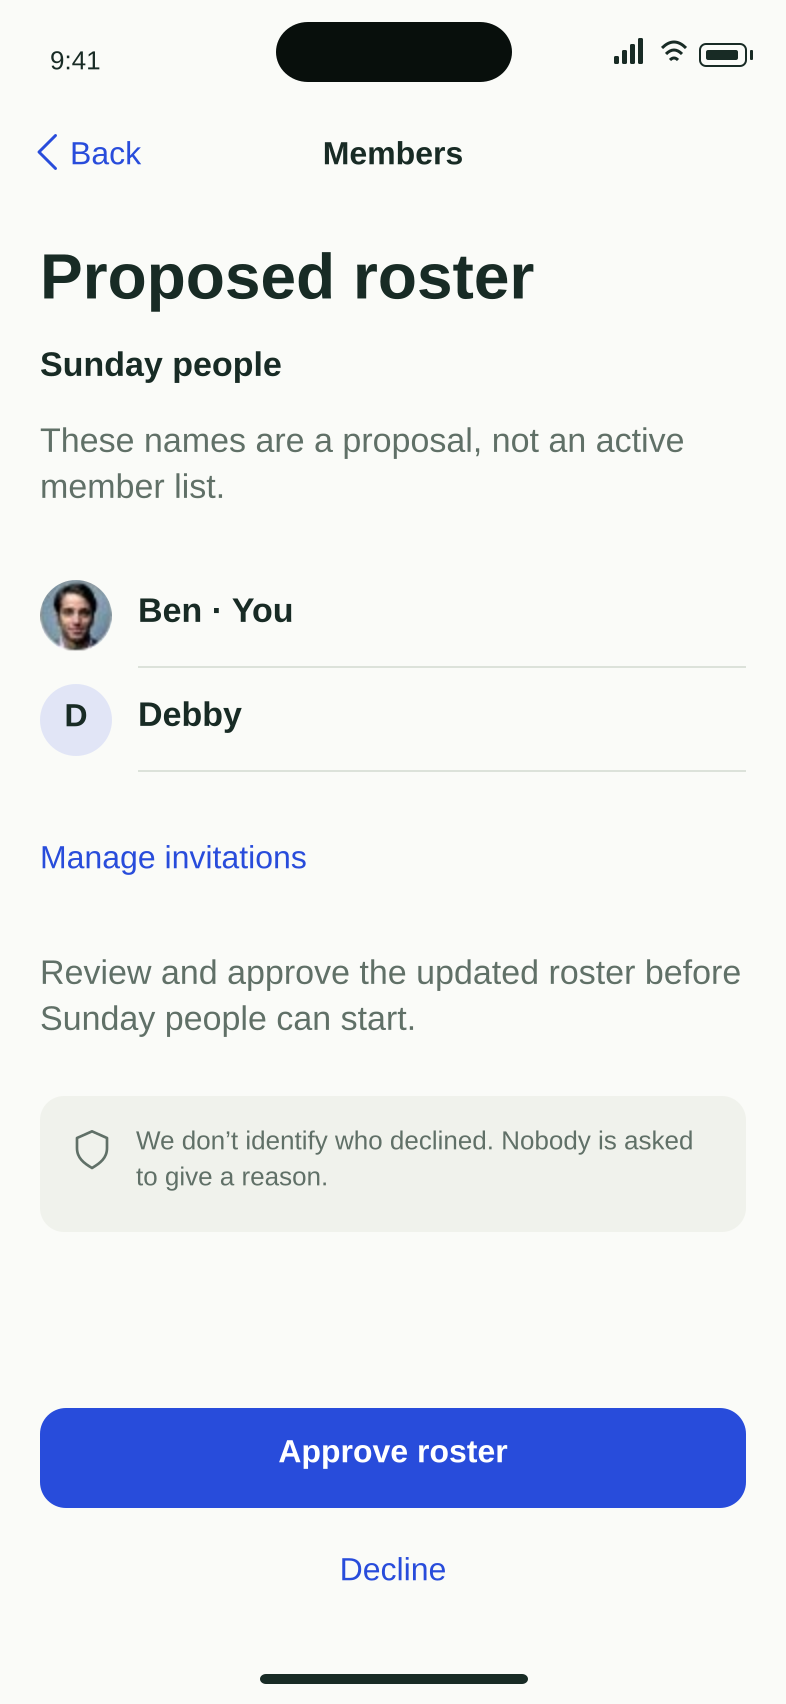 9:41
Back
Members
Proposed roster
Sunday people
These names are a proposal, not an active
member list.
Ben · You
D
Debby
Manage invitations
Review and approve the updated roster before
Sunday people can start.
We don’t identify who declined. Nobody is asked
to give a reason.
Approve roster
Decline